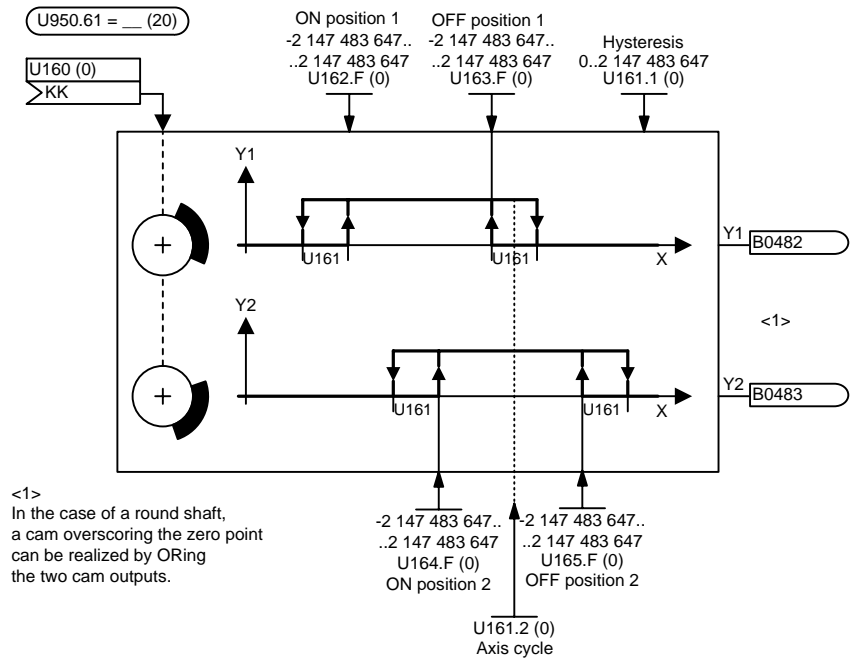 U950.61 = __ (20)
U160 (0)
KK
ON position 1
-2 147 483 647..
..2 147 483 647
U162.F (0)
OFF position 1
-2 147 483 647..
..2 147 483 647
U163.F (0)
Hysteresis
0..2 147 483 647
U161.1 (0)
Y1
U161
U161
X
Y1
B0482
<1>
Y2
U161
U161
X
Y2
B0483
<1>
In the case of a round shaft,
a cam overscoring the zero point
can be realized by ORing
the two cam outputs.
-2 147 483 647..
..2 147 483 647
U164.F (0)
ON position 2
-2 147 483 647..
..2 147 483 647
U165.F (0)
OFF position 2
U161.2 (0)
Axis cycle